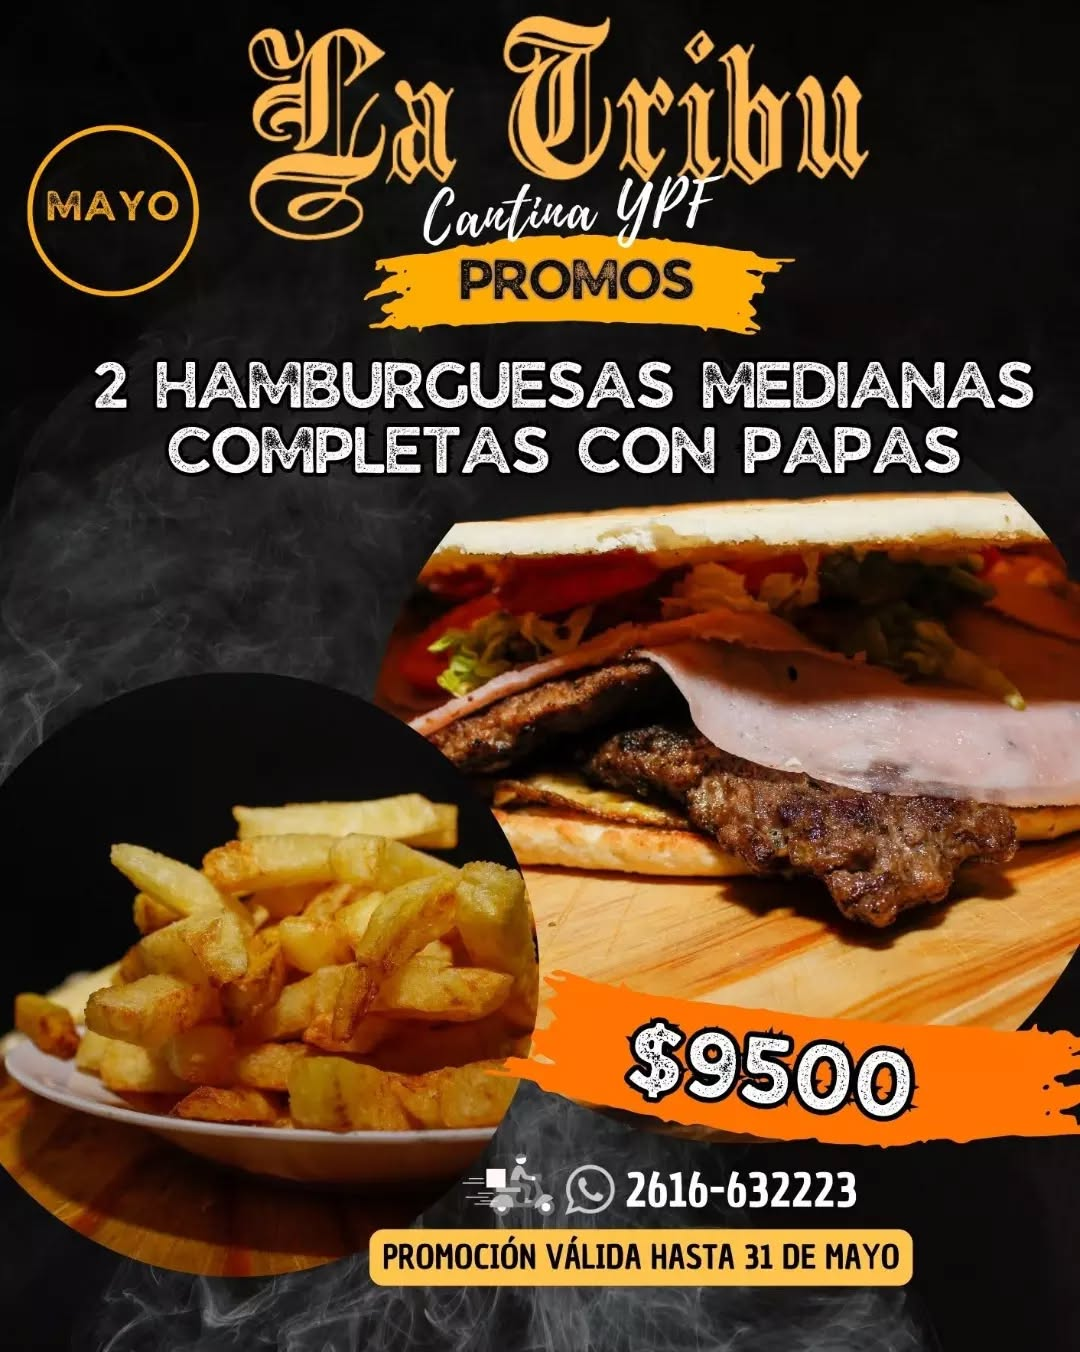 La Tribu
Cantina YPF
MAYO
PROMOS
2 HAMBURGUESAS MEDIANAS
COMPLETAS CON PAPAS
$9500
2616-632223
PROMOCIÓN VÁLIDA HASTA 31 DE MAYO